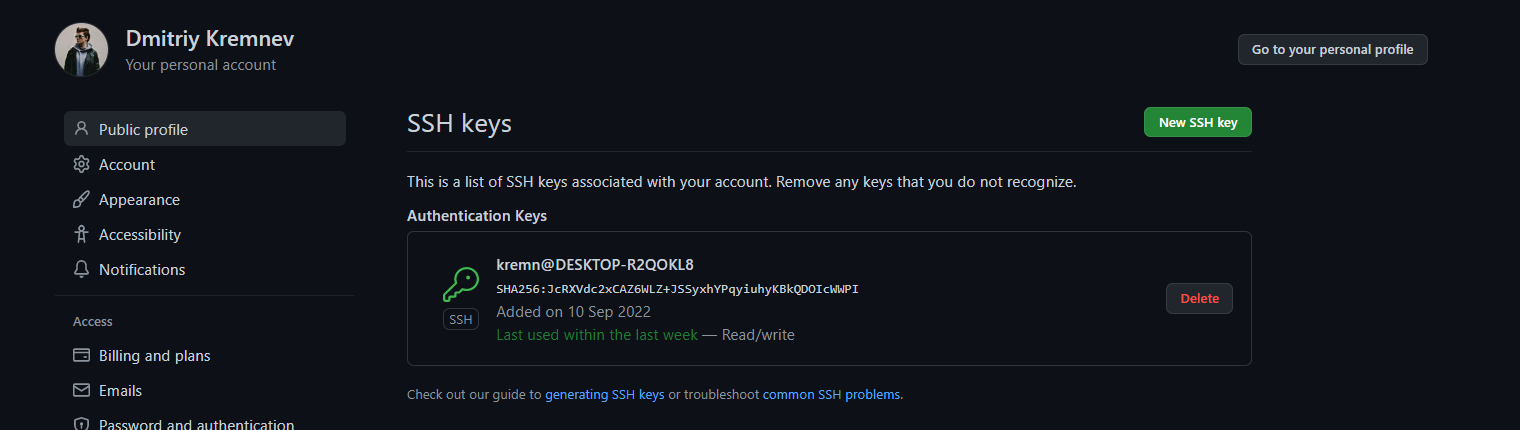 Dmitriy Kremnev
Your personal account
Go to your personal profile
Public profile
Account
Appearance
Accessibility
Notifications
Access
Billing and plans
Emails
Password and authentication
SSH keys
New SSH key
This is a list of SSH keys associated with your account. Remove any keys that you do not recognize.
Authentication Keys
kremn@DESKTOP-R2QOKL8
SHA256:JcRXVdc2xCAZ6WLZ+JSSyxhYPqyiuhyKBkQDOIcWWPI
Added on 10 Sep 2022
Last used within the last week — Read/write
SSH
Delete
Check out our guide to generating SSH keys or troubleshoot common SSH problems.